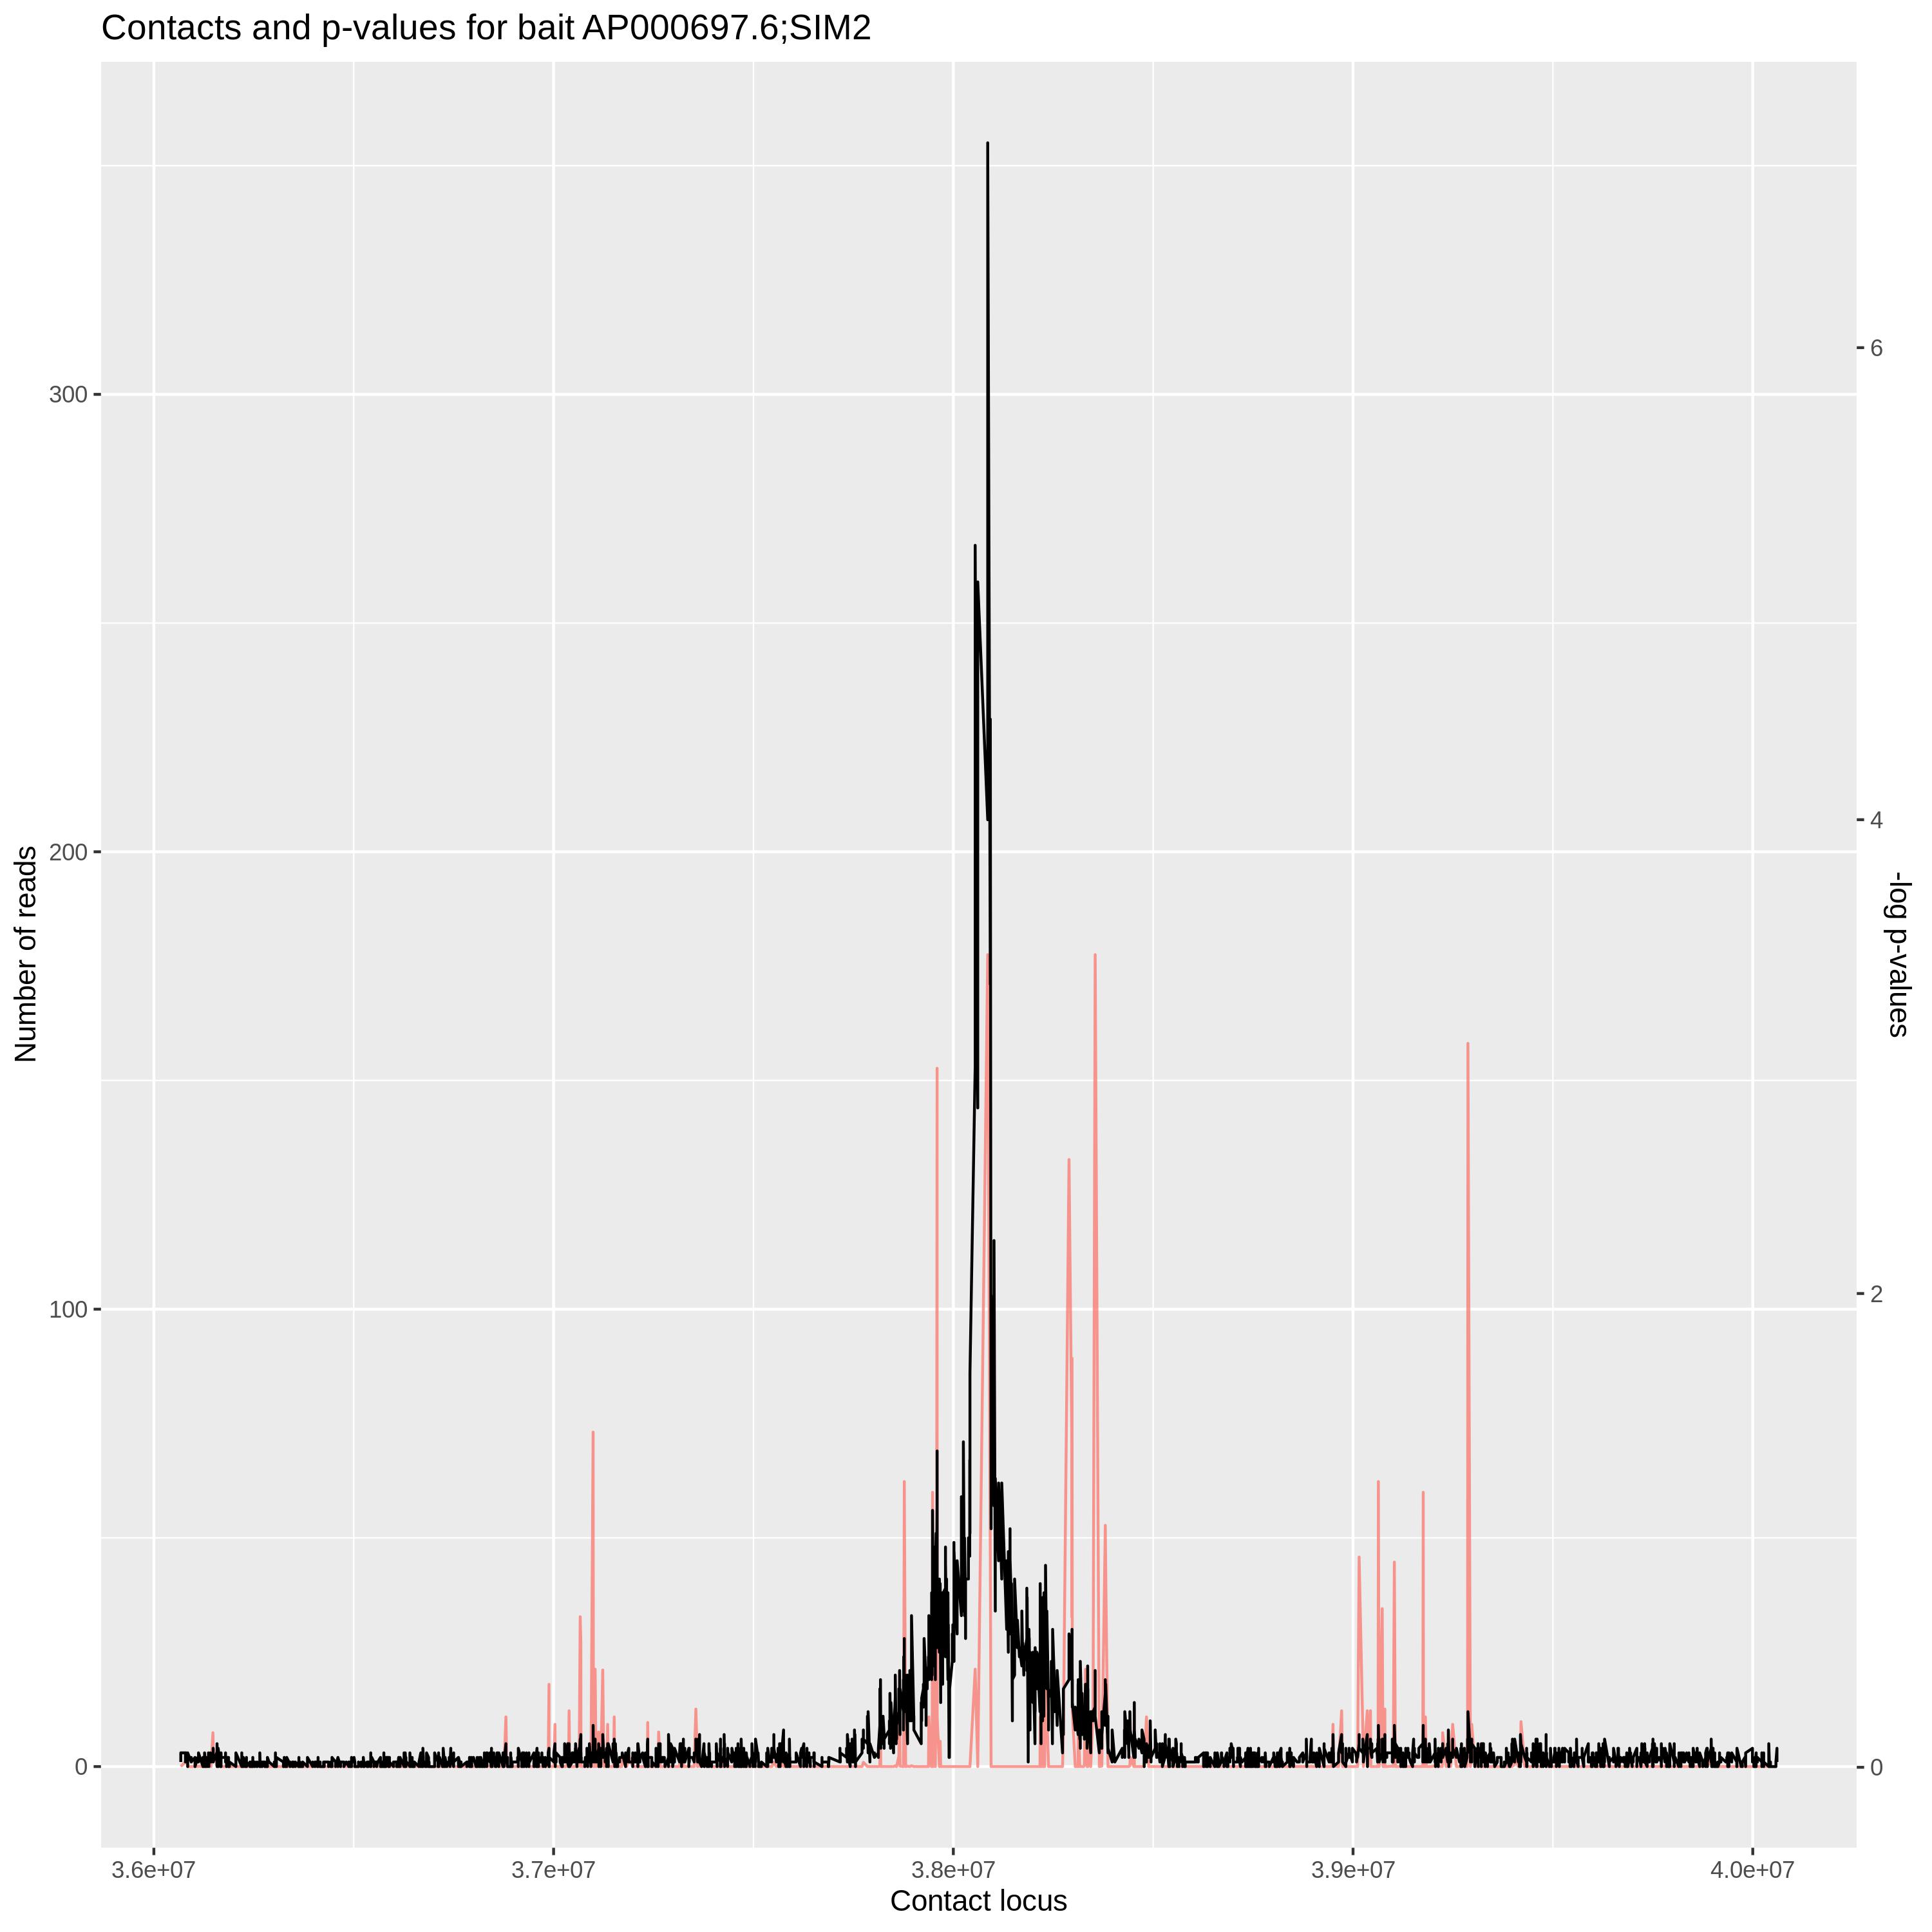 Contacts and p-values for bait AP000697.6;SIM2
300
200
100
0
Number of reads
6
4
2
0
-log p-values
3.6e+07
3.7e+07
3.8e+07
3.9e+07
4.0e+07
Contact locus